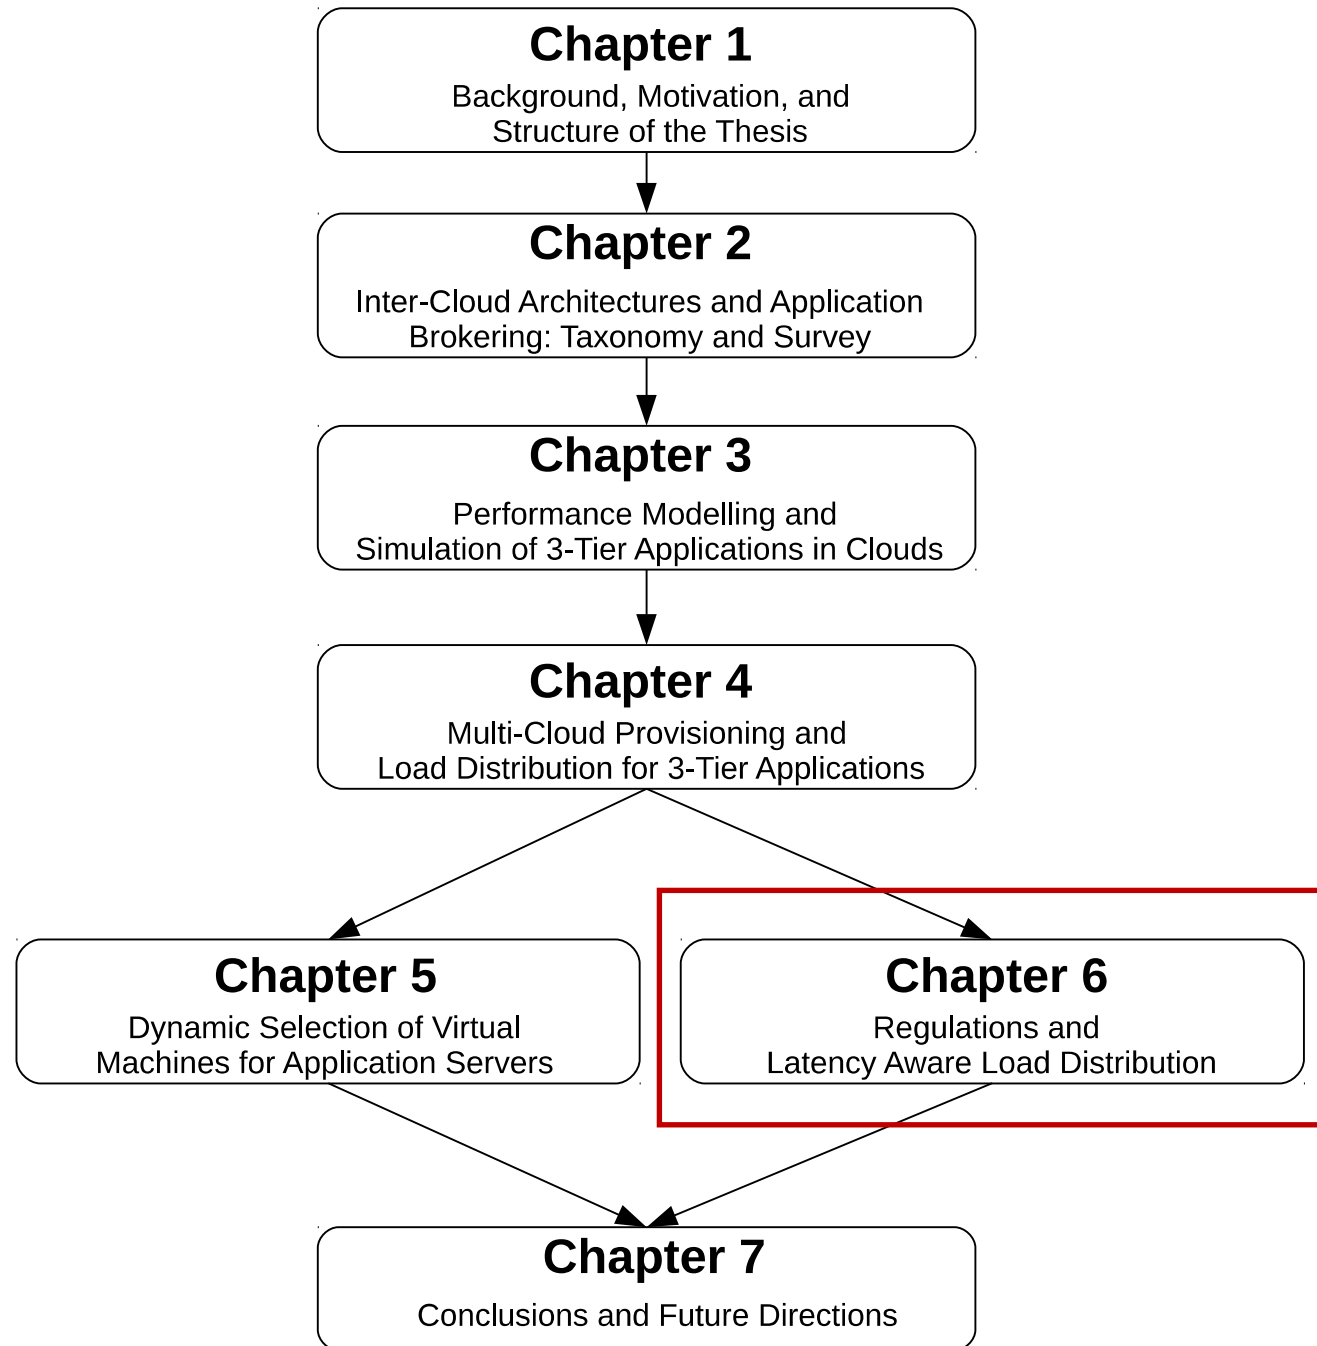 Chapter 1
Background, Motivation, and
Structure of the Thesis
Chapter 2
Inter-Cloud Architectures and Application
Brokering: Taxonomy and Survey
Chapter 3
Performance Modelling and
Simulation of 3-Tier Applications in Clouds
Chapter 4
Multi-Cloud Provisioning and
Load Distribution for 3-Tier Applications
Chapter 5
Dynamic Selection of Virtual
Machines for Application Servers
Chapter 6
Regulations and
Latency Aware Load Distribution
Chapter 7
Conclusions and Future Directions